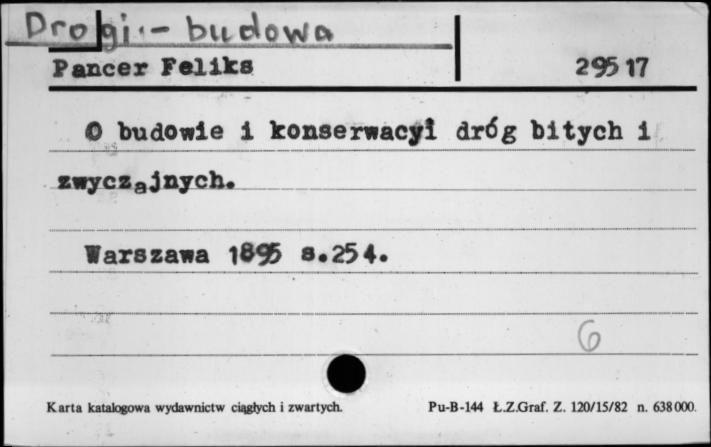 Drogi - budowa
Pancer Feliks 29517
O budowie i konserwacyi dróg bitych i
zwyczajnych.
Warszawa 1895 s.254.
6
Karta katalogowa wydawnictw ciągłych i zwartych. Pu-B-144 Ł.Z.Graf. Z. 120/15/82 n. 638000.